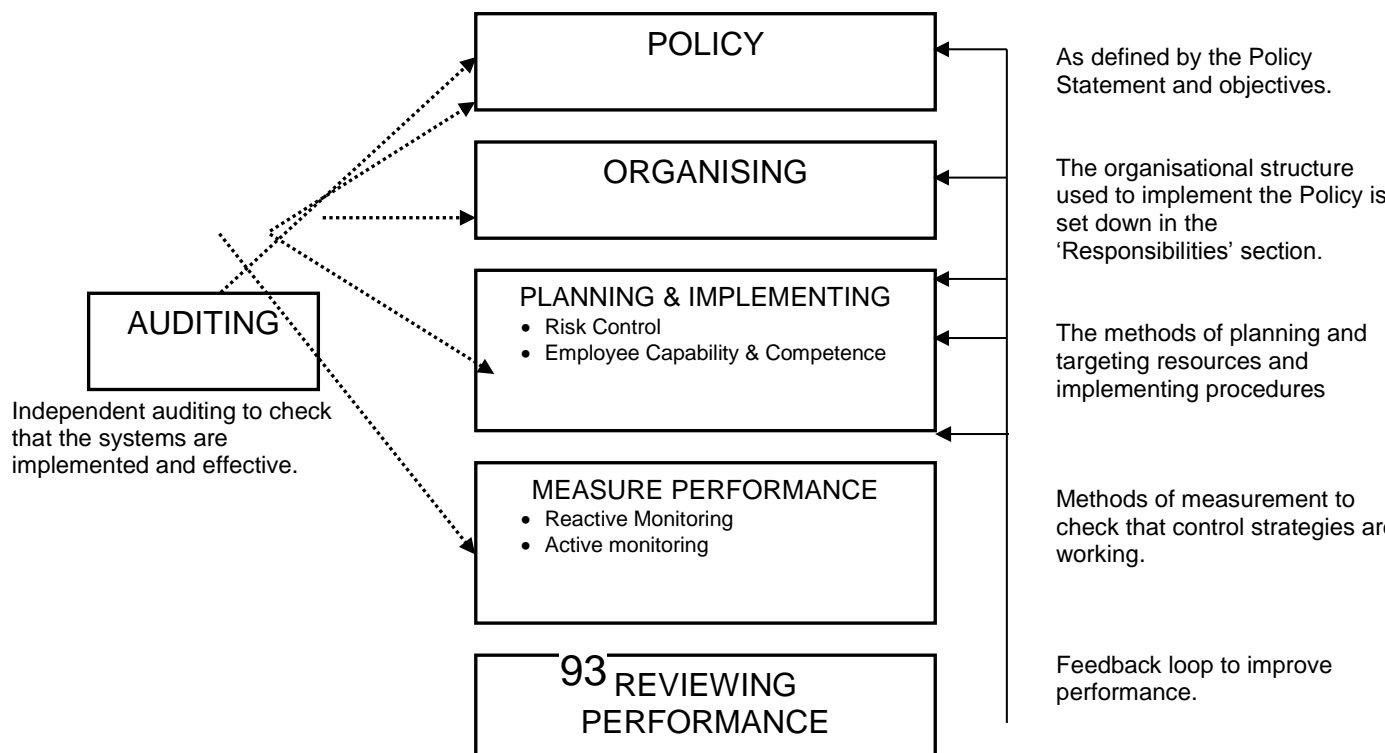 POLICY
As defined by the Policy
Statement and objectives.
ORGANISING
The organisational structure
used to implement the Policy is
set down in the
‘Responsibilities’ section.
AUDITING
Independent auditing to check
that the systems are
implemented and effective.
PLANNING & IMPLEMENTING
• Risk Control
• Employee Capability & Competence
The methods of planning and
targeting resources and
implementing procedures
MEASURE PERFORMANCE
• Reactive Monitoring
• Active monitoring
Methods of measurement to
check that control strategies are
working.
93
REVIEWING
PERFORMANCE
Feedback loop to improve
performance.